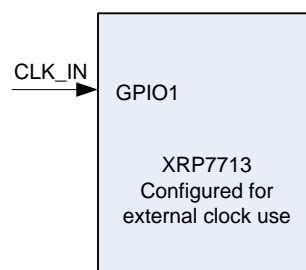 CLK_IN
GPIO1
XRP7713
Configured for
external clock use